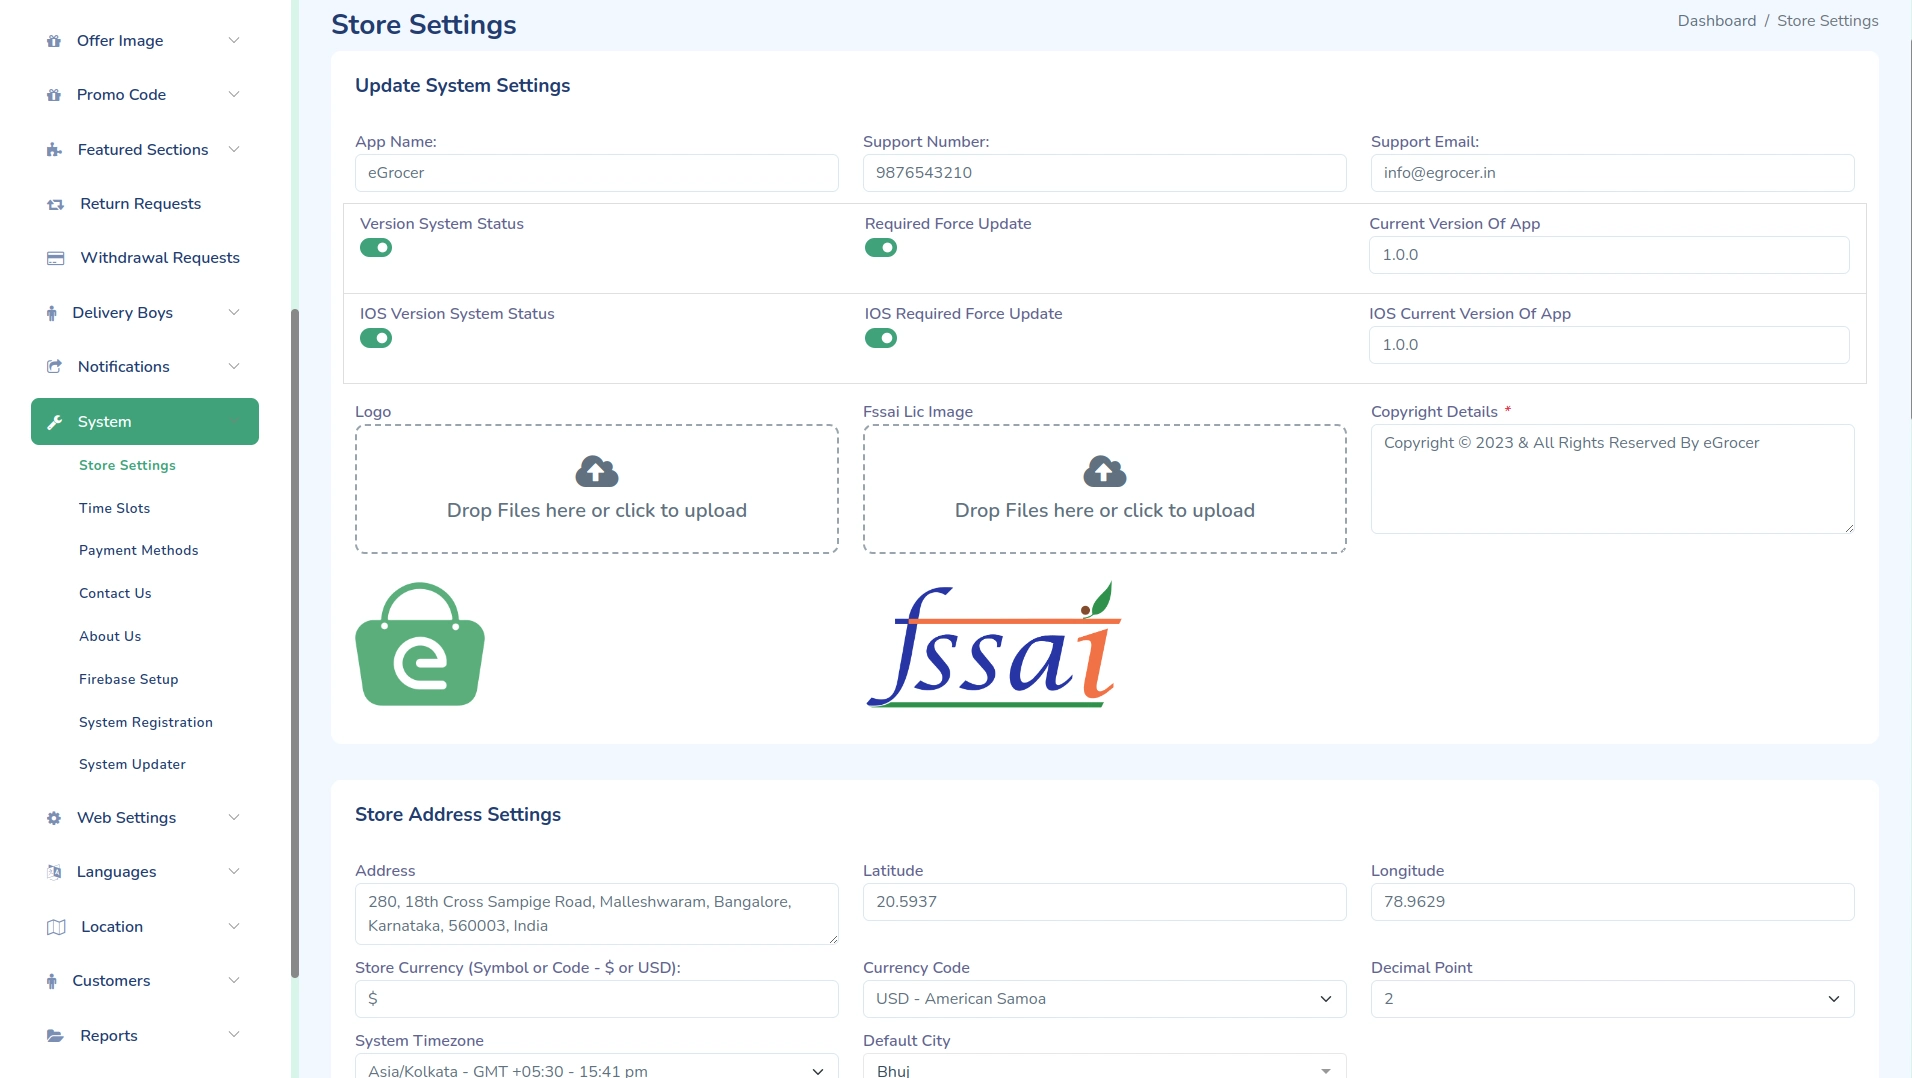 Offer Image
Promo Code
Featured Sections
Return Requests
Withdrawal Requests
Delivery Boys
Notifications
System
Store Settings
Time Slots
Payment Methods
Contact Us
About Us
Firebase Setup
System Registration
System Updater
Web Settings
Languages
Location
Customers
Reports
Store Settings
Dashboard / Store Settings
Update System Settings
App Name:
eGrocer
Support Number:
9876543210
Support Email:
info@egrocer.in
Version System Status
Required Force Update
Current Version Of App
1.0.0
IOS Version System Status
IOS Required Force Update
IOS Current Version Of App
1.0.0
Logo
Drop Files here or click to upload
Fssai Lic Image
Drop Files here or click to upload
Copyright Details *
Copyright © 2023 & All Rights Reserved By eGrocer
e
fssai
Store Address Settings
Address
280, 18th Cross Sampige Road, Malleshwaram, Bangalore,
Karnataka, 560003, India
Latitude
20.5937
Longitude
78.9629
Store Currency (Symbol or Code - $ or USD):
$
Currency Code
USD - American Samoa
Decimal Point
2
System Timezone
Asia/Kolkata - GMT +05:30 - 15:41 pm
Default City
Bhuj